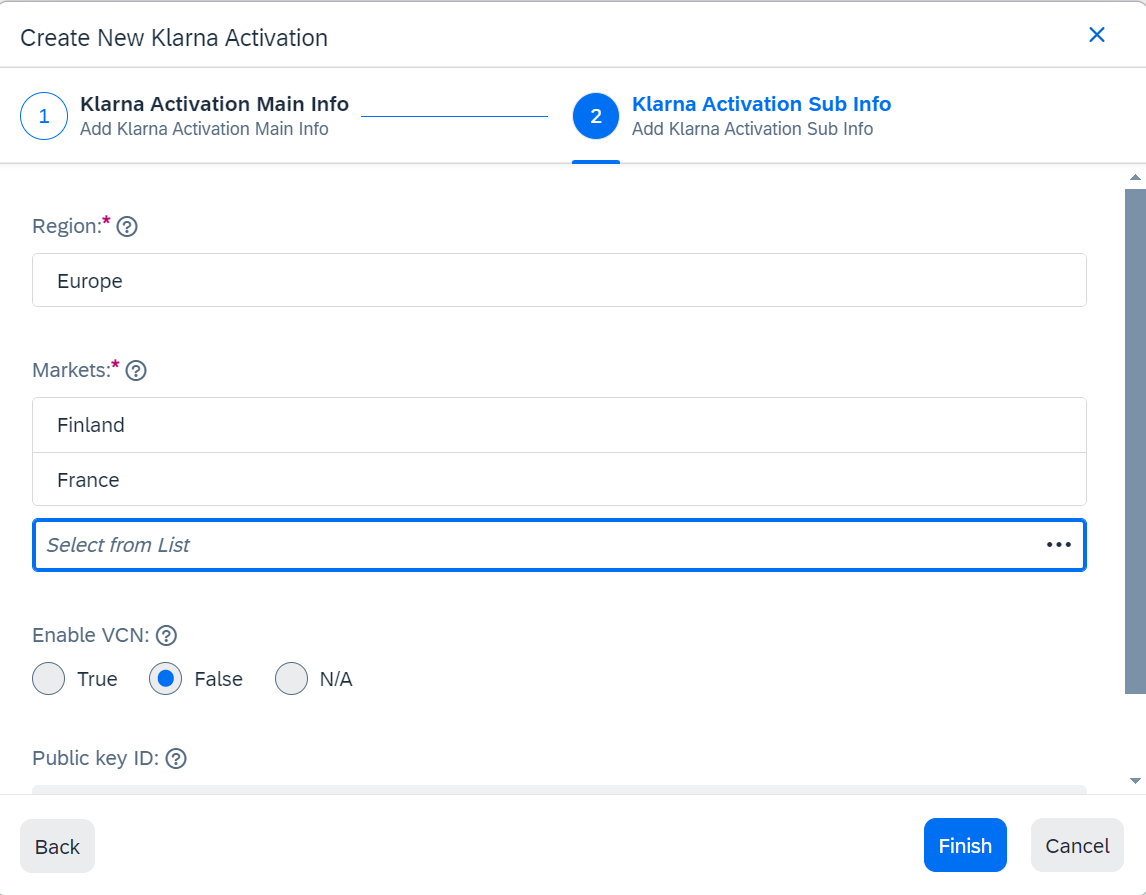 Create New Klarna Activation
1
Klarna Activation Main Info
Add Klarna Activation Main Info
2
Klarna Activation Sub Info
Add Klarna Activation Sub Info
Region:*
Europe
Markets:*
Finland
France
Select from List
Enable VCN:
True False N/A
Public key ID:
Back Finish Cancel